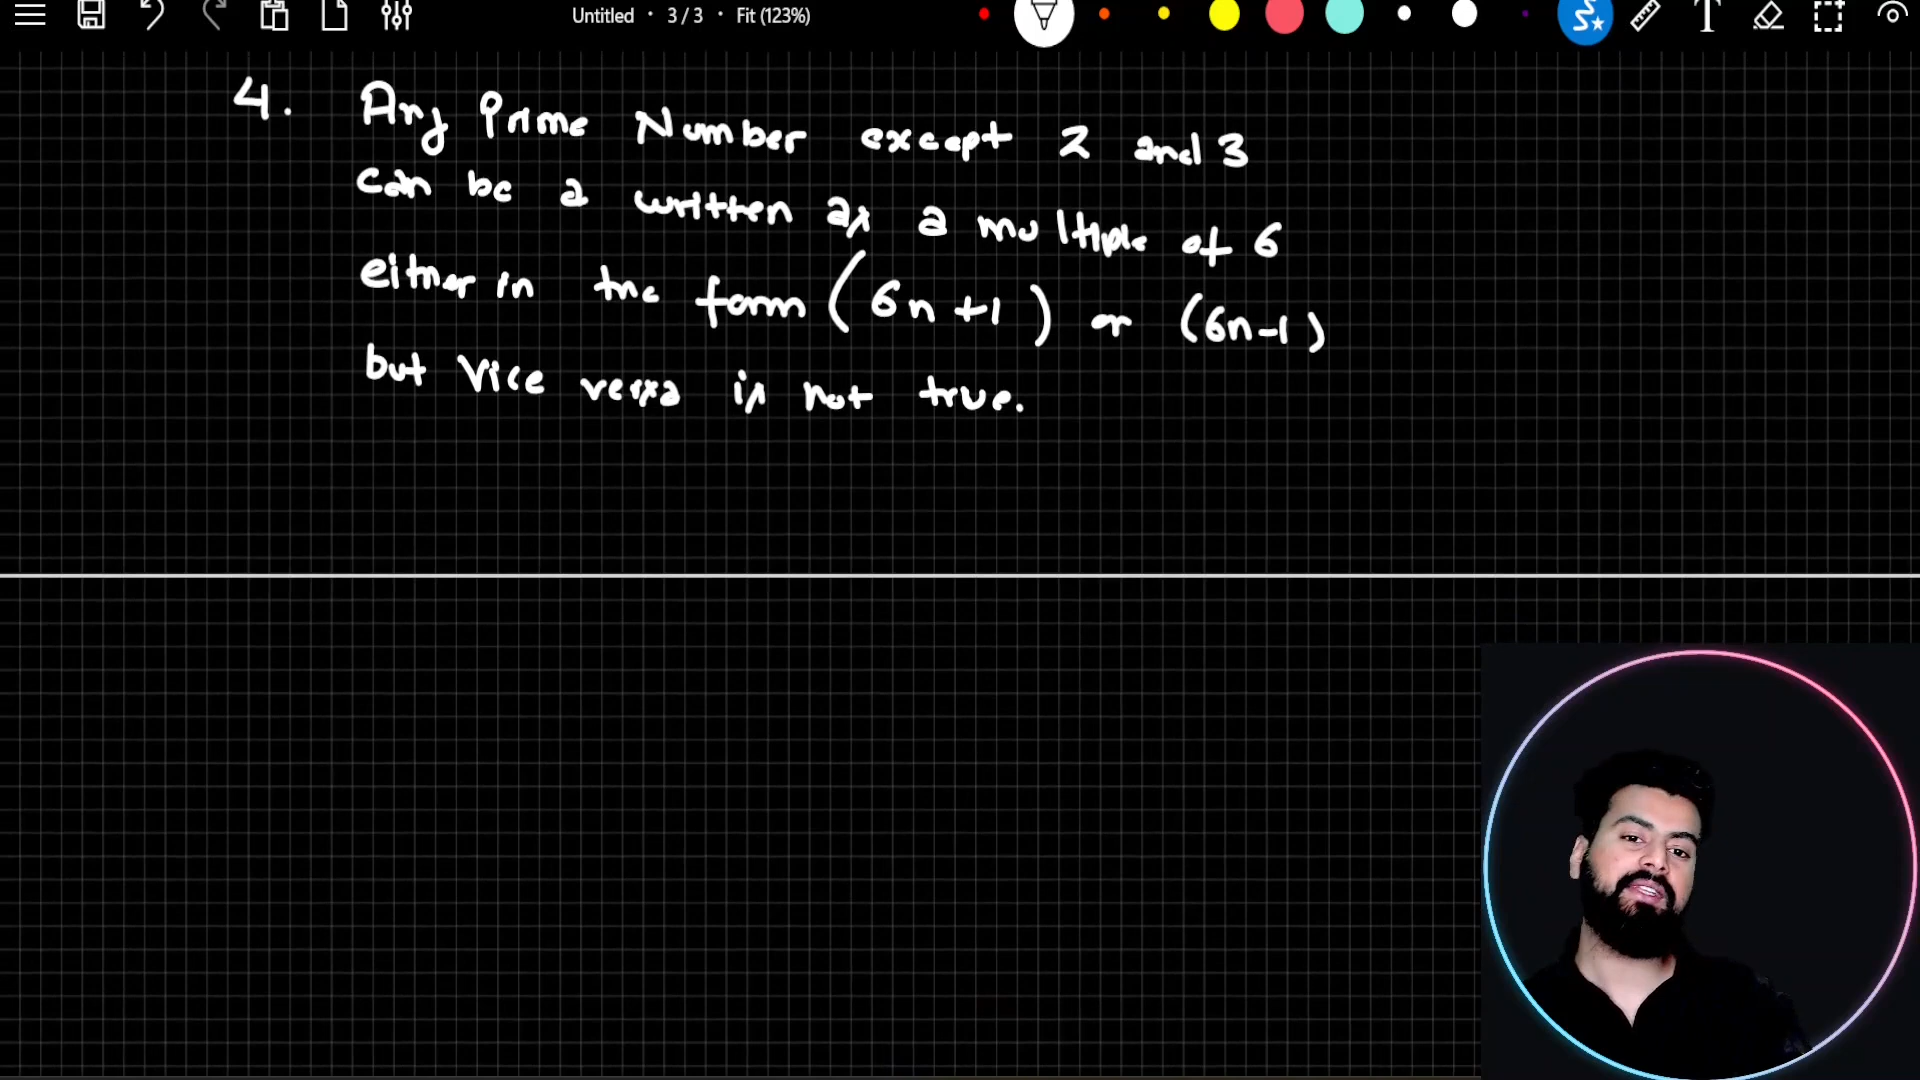 Untitled · 3 / 3 · Fit (123%)
T
4. Any Prime Number except 2 and 3
can be a written as a multiple of 6
either in the form (6n+1) or (6n-1)
but Vice versa is not true.